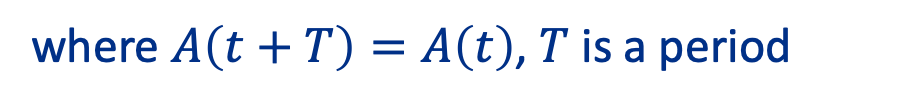 where A(t + T) = A(t), T is a period